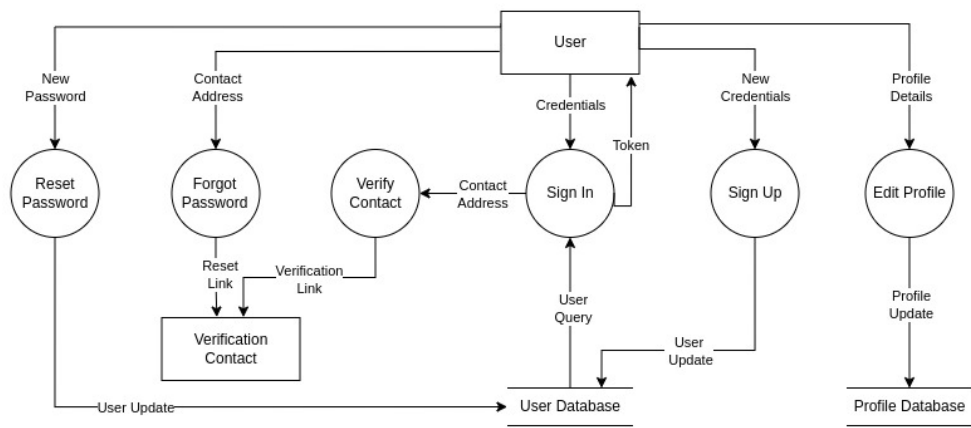 User
New
Password
Contact
Address
Credentials
New
Credentials
Profile
Details
Token
Reset
Password
Forgot
Password
Verify
Contact
Contact
Address
Sign In
Sign Up
Edit Profile
Reset
Link
Verification
Link
User
Query
Profile
Update
Verification
Contact
User
Update
User Update
User Database
Profile Database